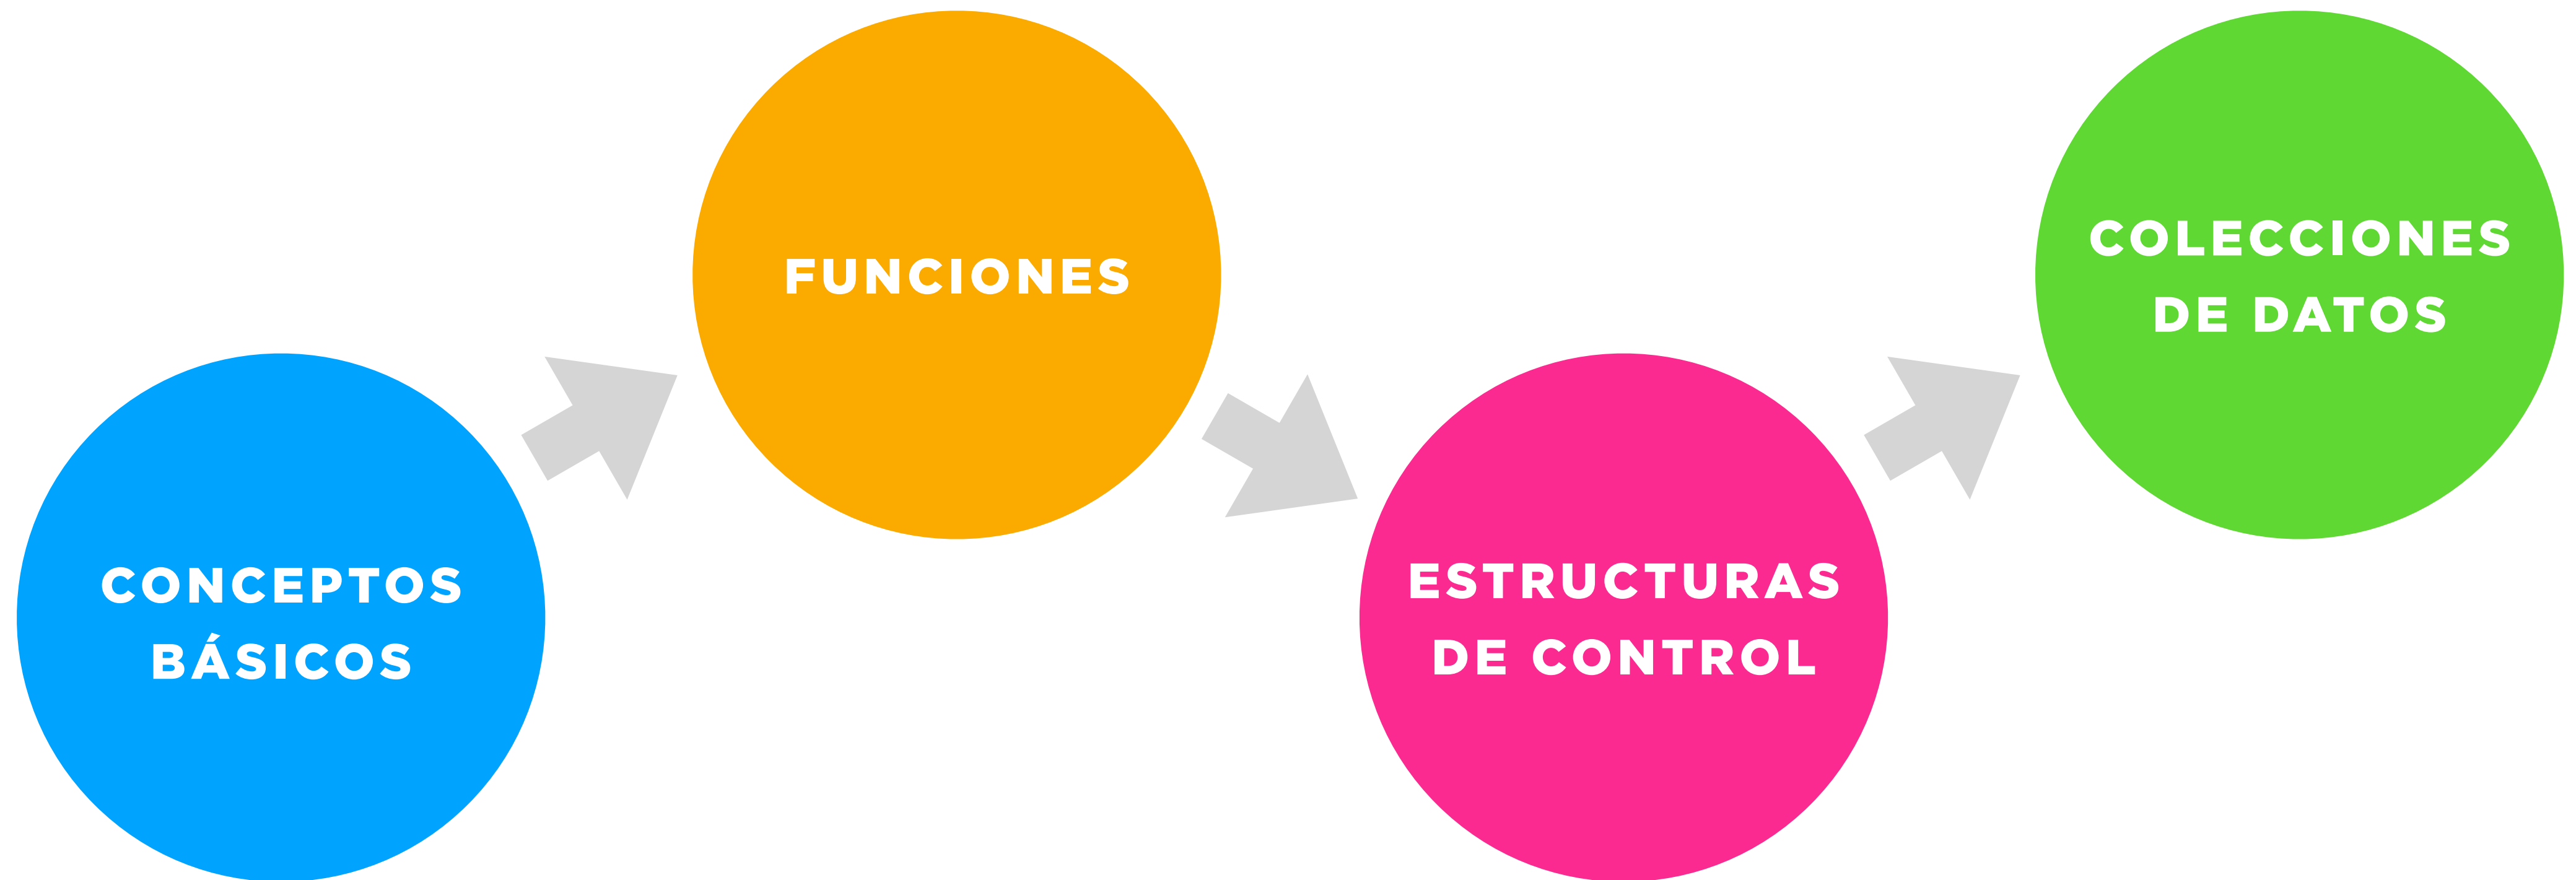 CONCEPTOS
BÁSICOS
FUNCIONES
ESTRUCTURAS
DE CONTROL
COLECCIONES
DE DATOS